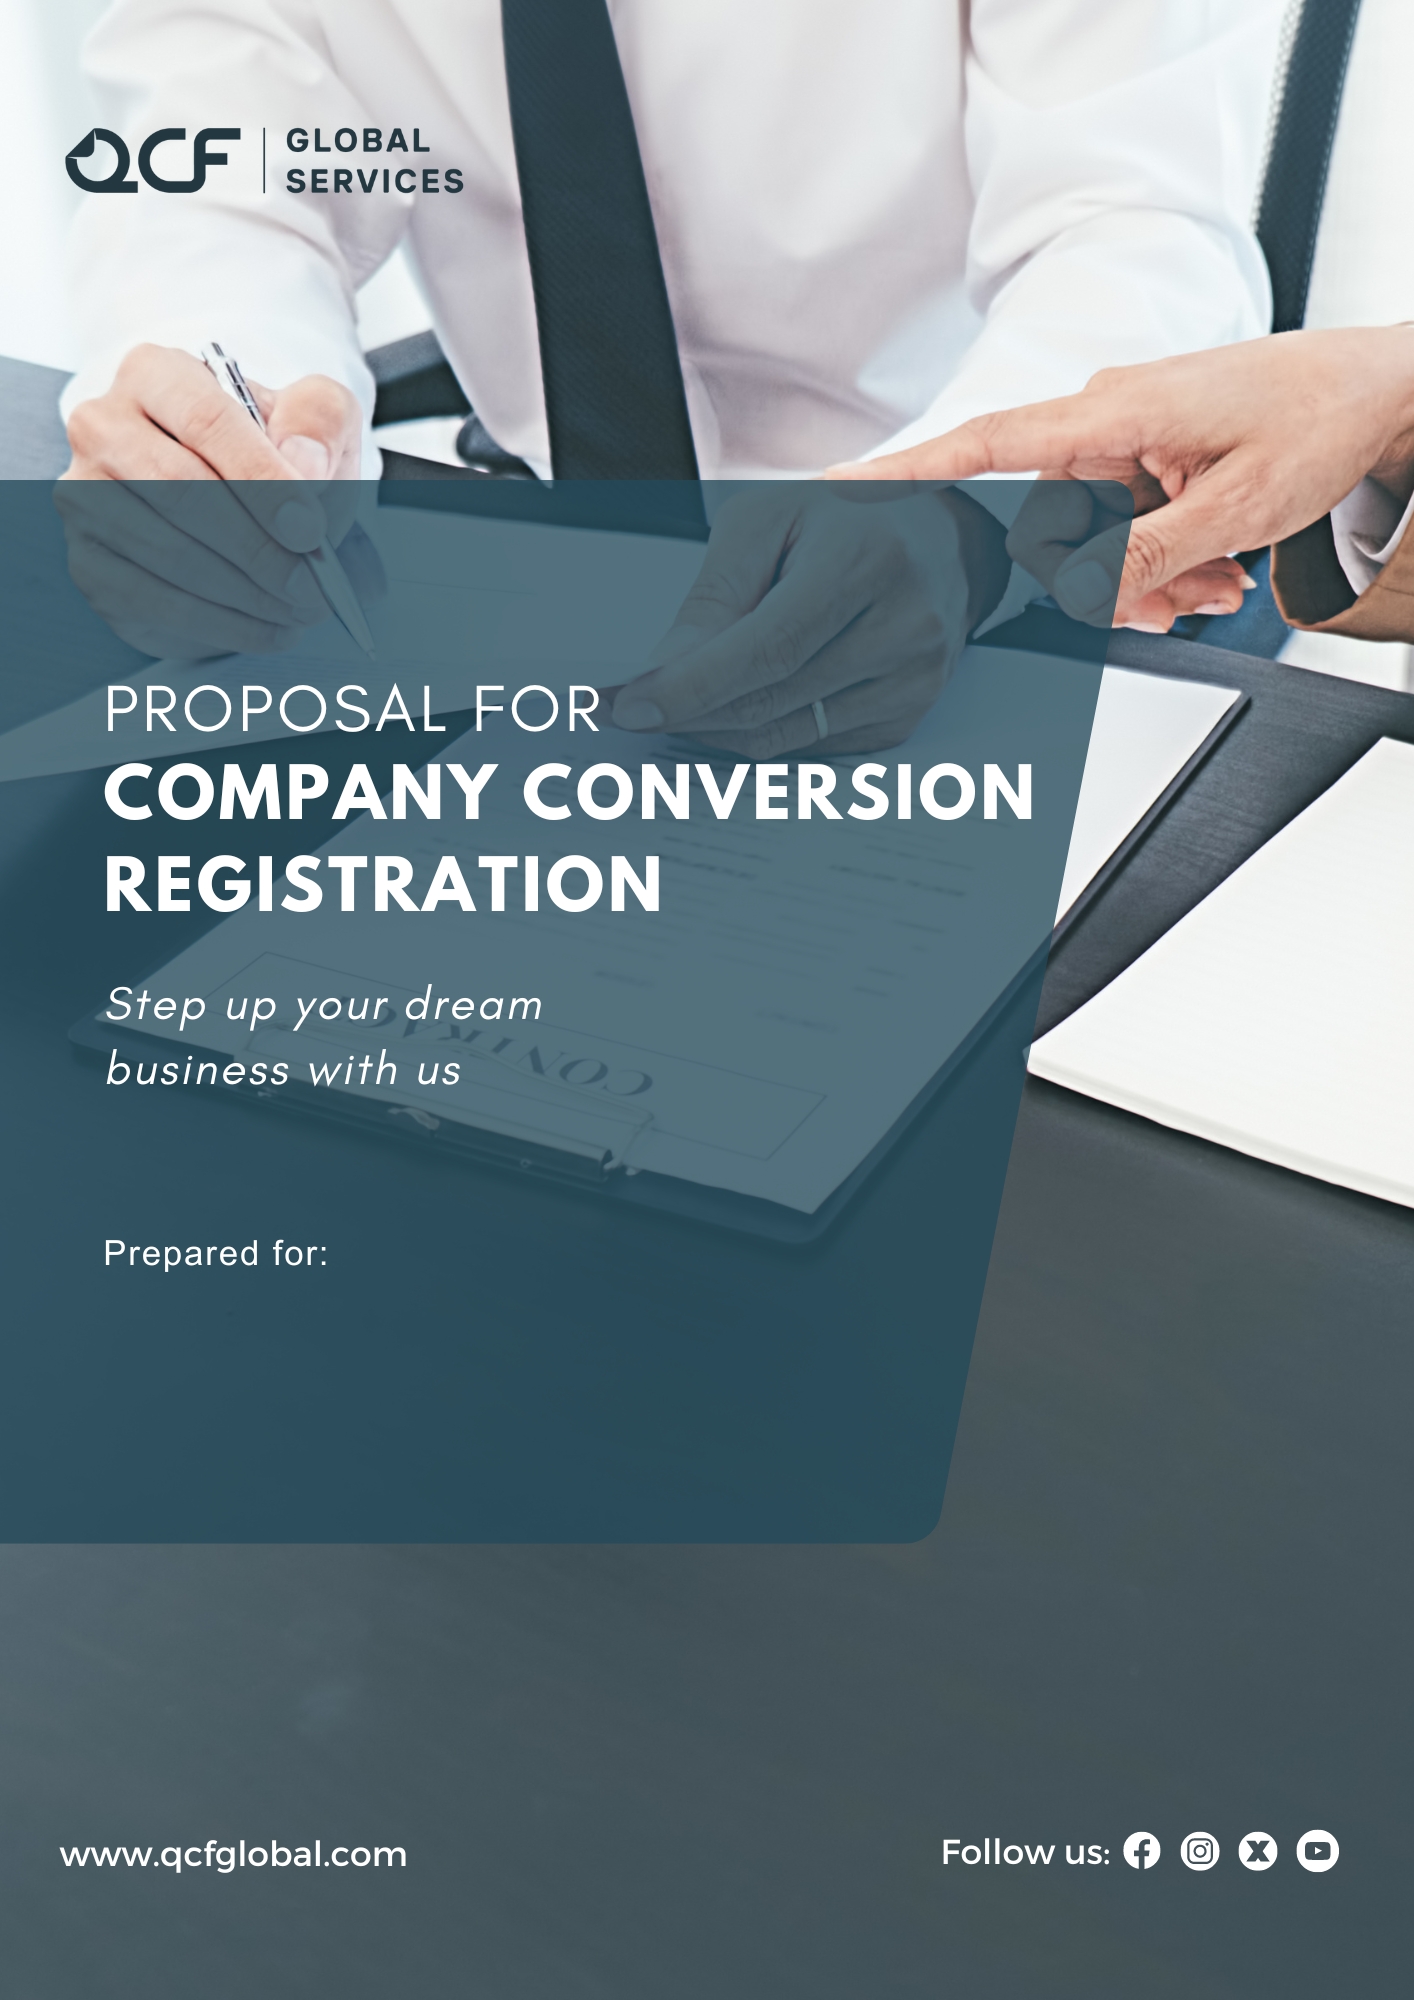 QCF
GLOBAL
SERVICES
PROPOSAL FOR
COMPANY CONVERSION
REGISTRATION
Step up your dream
business with us
CONTRACT
Prepared for:
www.qcfglobal.com
Follow us: